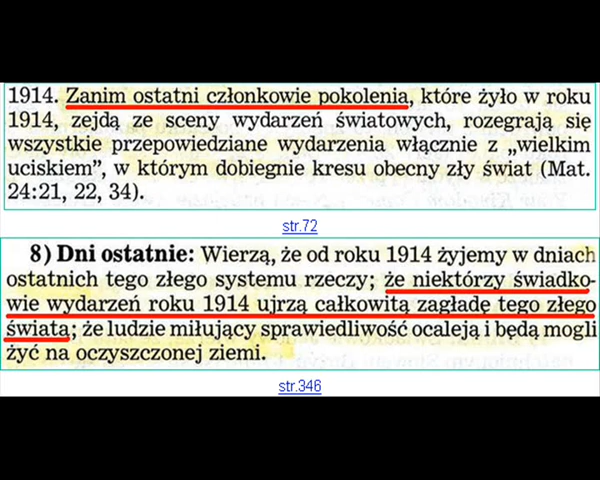 1914. Zanim ostatni członkowie pokolenia, które żyło w roku
1914, zejdą ze sceny wydarzeń światowych, rozegrają się
wszystkie przepowiedziane wydarzenia włącznie z „wielkim
uciskiem”, w którym dobiegnie kresu obecny zły świat (Mat.
24:21, 22, 34).
str.72
8) Dni ostatnie: Wierzą, że od roku 1914 żyjemy w dniach
ostatnich tego złego systemu rzeczy; że niektórzy świadko-
wie wydarzeń roku 1914 ujrzą całkowitą zagładę tego złego
świata; że ludzie miłujący sprawiedliwość ocaleją i będą mogli
żyć na oczyszczonej ziemi.
str.346